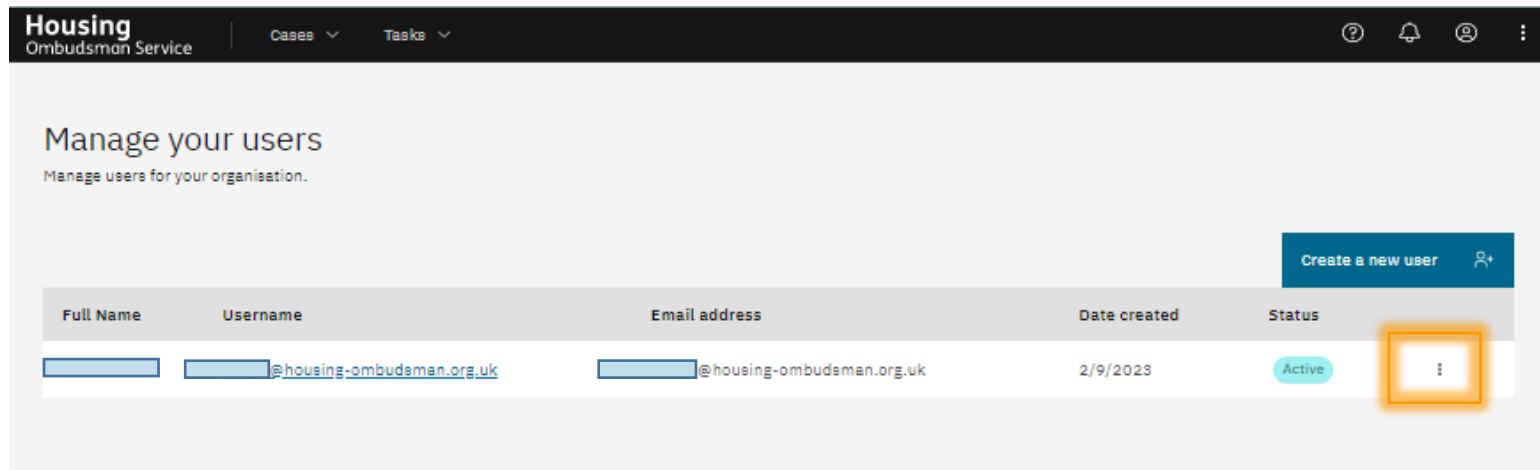 Housing
Ombudsman Service
Cases
Tasks
Manage your users
Manage users for your organisation.
Create a new user
Full Name Username Email address Date created Status
@housing-ombudsman.org.uk @housing-ombudsman.org.uk 2/9/2023 Active